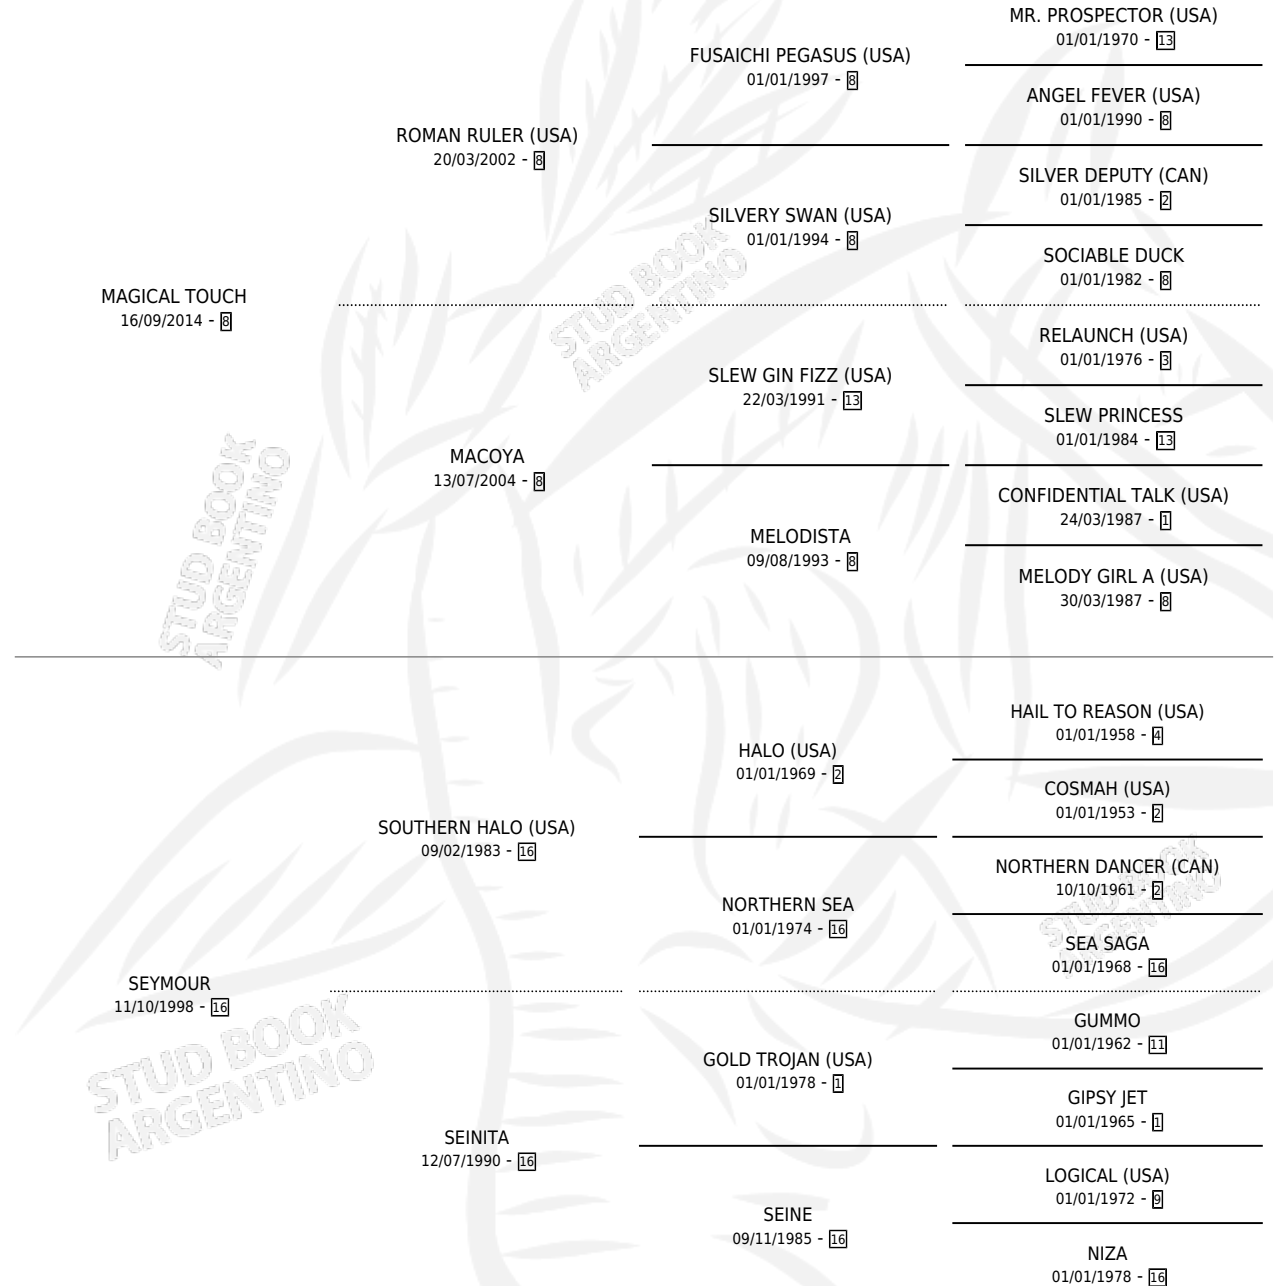 MR. PROSPECTOR (USA)
01/01/1970 - 13
FUSAICHI PEGASUS (USA)
01/01/1997 - 8
ANGEL FEVER (USA)
01/01/1990 - 8
ROMAN RULER (USA)
20/03/2002 - 8
SILVER DEPUTY (CAN)
01/01/1985 - 2
SILVERY SWAN (USA)
01/01/1994 - 8
SOCIABLE DUCK
01/01/1982 - 8
MAGICAL TOUCH
16/09/2014 - 8
STUD BOOK
ARGENTINO
RELAUNCH (USA)
01/01/1976 - 3
SLEW GIN FIZZ (USA)
22/03/1991 - 13
SLEW PRINCESS
01/01/1984 - 13
MACOYA
13/07/2004 - 8
CONFIDENTIAL TALK (USA)
24/03/1987 - 1
MELODISTA
09/08/1993 - 8
MELODY GIRL A (USA)
30/03/1987 - 8
STUD BOOK
ARGENTINO
HAIL TO REASON (USA)
01/01/1958 - 4
HALO (USA)
01/01/1969 - 2
COSMAH (USA)
01/01/1953 - 2
SOUTHERN HALO (USA)
09/02/1983 - 16
NORTHERN DANCER (CAN)
10/10/1961 - 2
NORTHERN SEA
01/01/1974 - 16
SEA SAGA
01/01/1968 - 16
STUD BOOK
ARGENTINO
SEYMOUR
11/10/1998 - 16
GUMMO
01/01/1962 - 11
GOLD TROJAN (USA)
01/01/1978 - 1
GIPSY JET
01/01/1965 - 1
STUD BOOK
ARGENTINO
SEINITA
12/07/1990 - 16
LOGICAL (USA)
01/01/1972 - 9
SEINE
09/11/1985 - 16
NIZA
01/01/1978 - 16